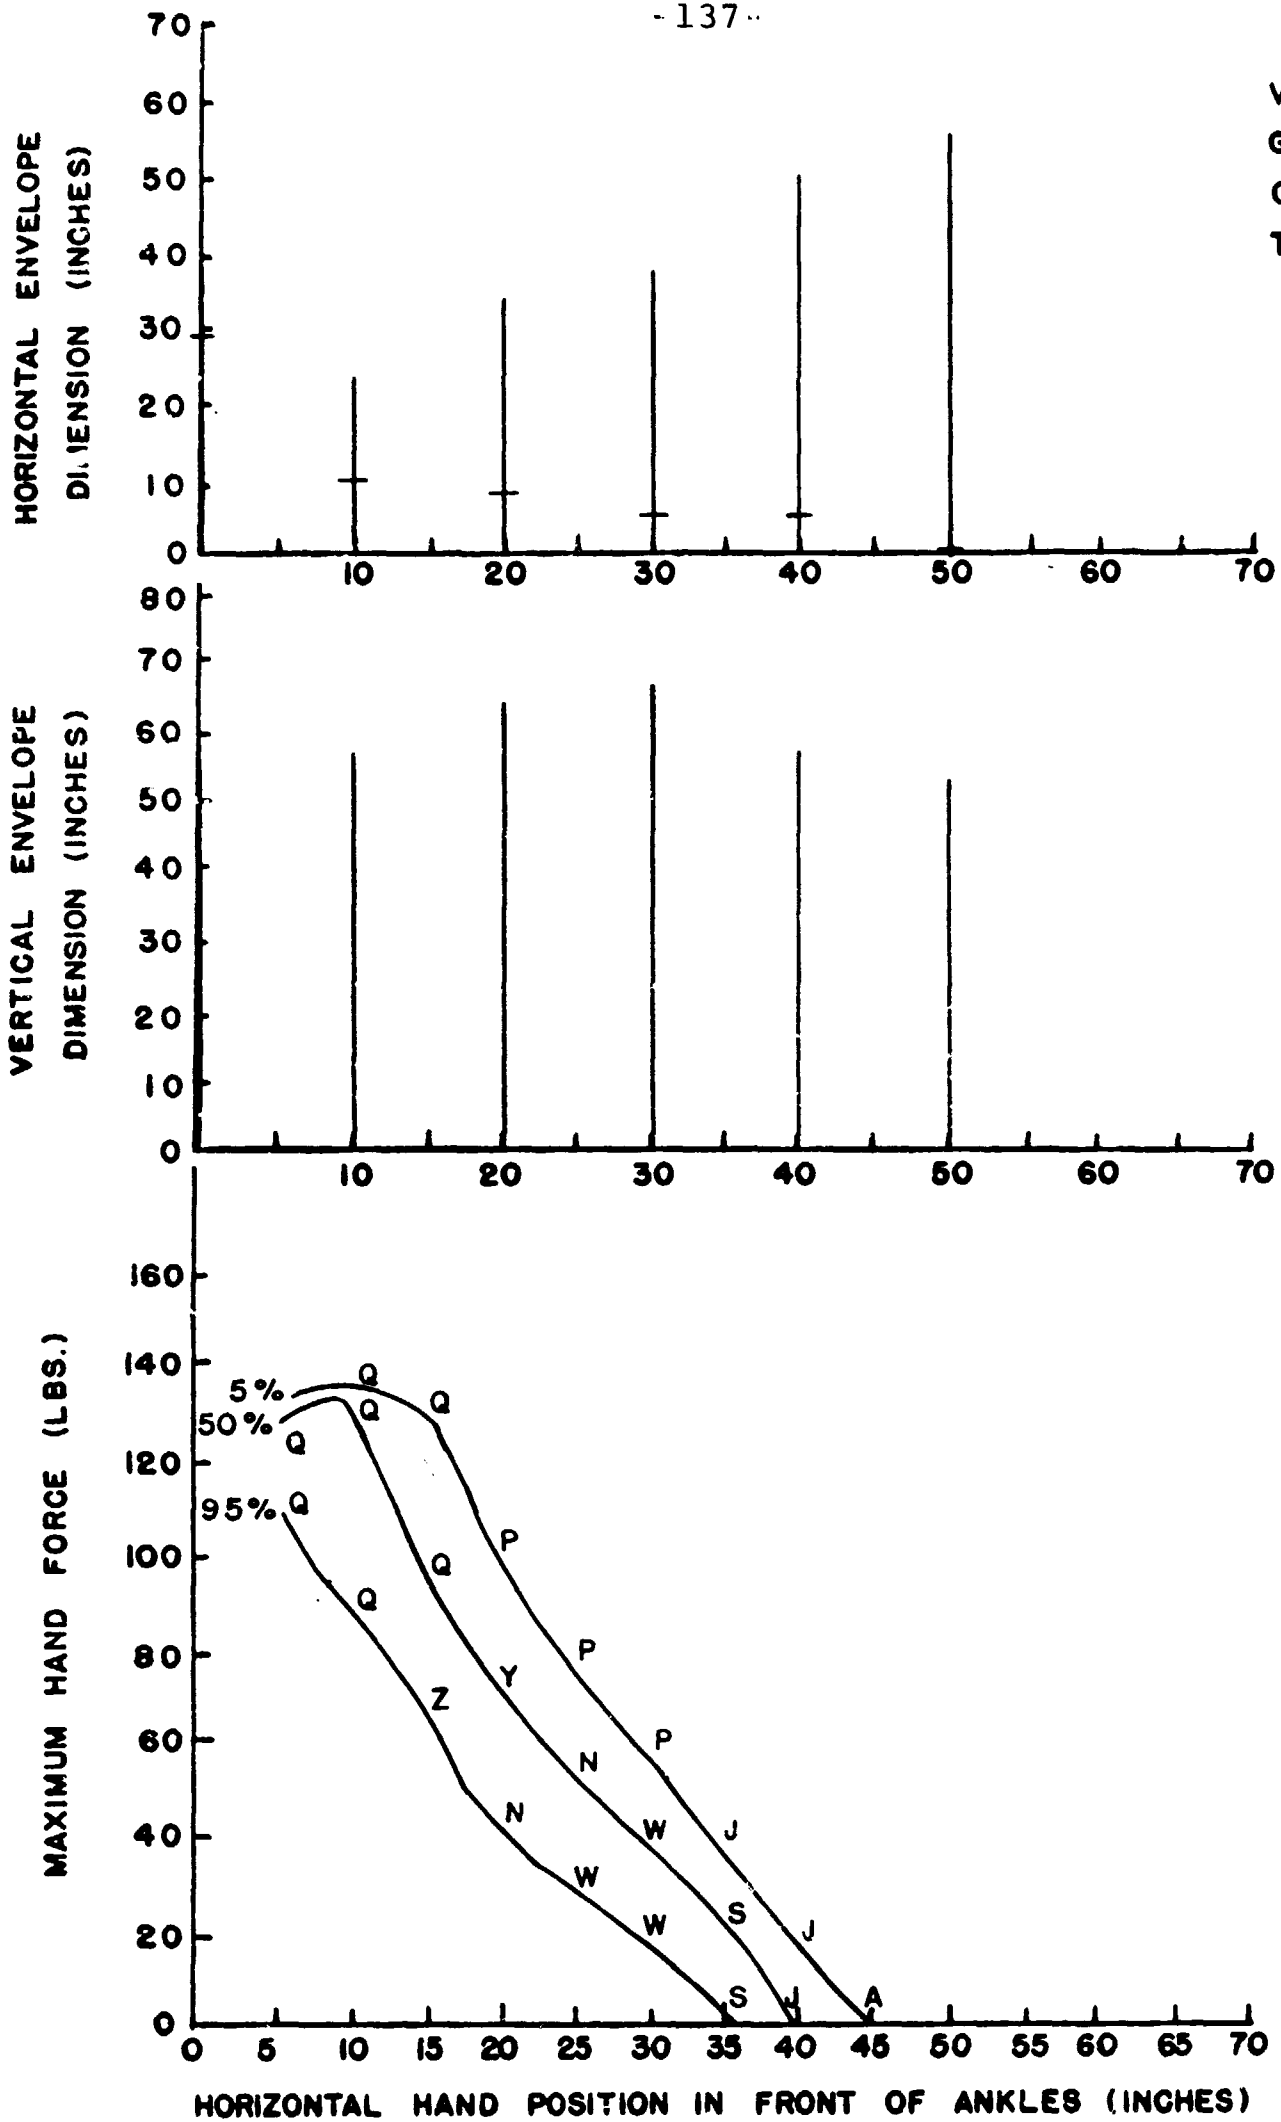 -137-
HORIZONTAL ENVELOPE
DIMENSION (INCHES)
70
60
50
40
30
20
10
0
10 20 30 40 50 60 70
VERTICAL ENVELOPE
DIMENSION (INCHES)
80
70
60
50
40
30
20
10
0
10 20 30 40 50 60 70
MAXIMUM HAND FORCE (LBS.)
160
140
120
100
80
60
40
20
0
5%
50%
95%
Q Q P P P J J A
Q Q Q Y N W S J
Q Q Z N W W S
0 5 10 15 20 25 30 35 40 45 50 55 60 65 70
HORIZONTAL HAND POSITION IN FRONT OF ANKLES (INCHES)